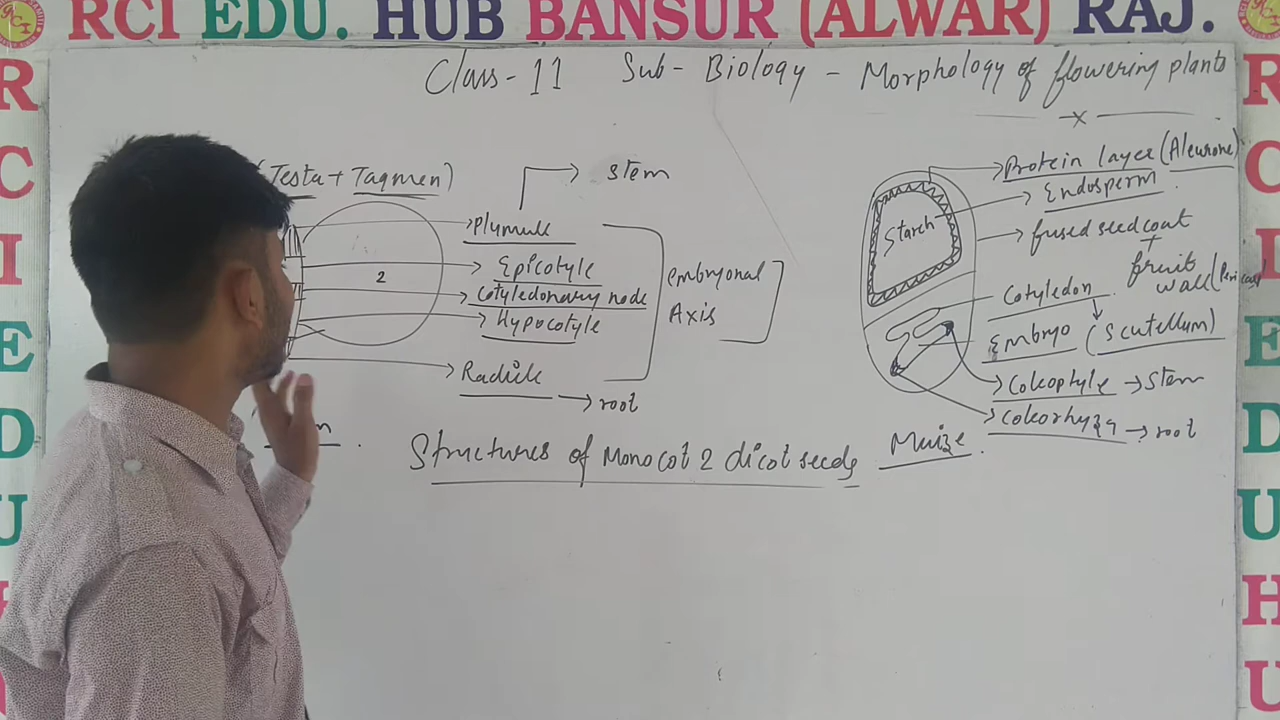 RCI EDU. HUB BANSUR (ALWAR) RAJ.
R
C
I
E
D
U
R
C
I
E
D
U
H
U
Class-11 Sub- Biology - Morphology of flowering plants
x
(Testa + Tagmen)
stem
Plumule
Epicotyle
cotyledonary node
Hypocotyle
Radicle
root
2
embryonal
Axis
Starch
Protein layer (Aleurone)
Endosperm
fused seed coat
+
fruit
wall (Pericarp)
Cotyledon
Embryo (Scutellum)
Coleoptyle → Stem
coleorhyza → root
Structures of Monocot 2 dicot seeds
Maize.